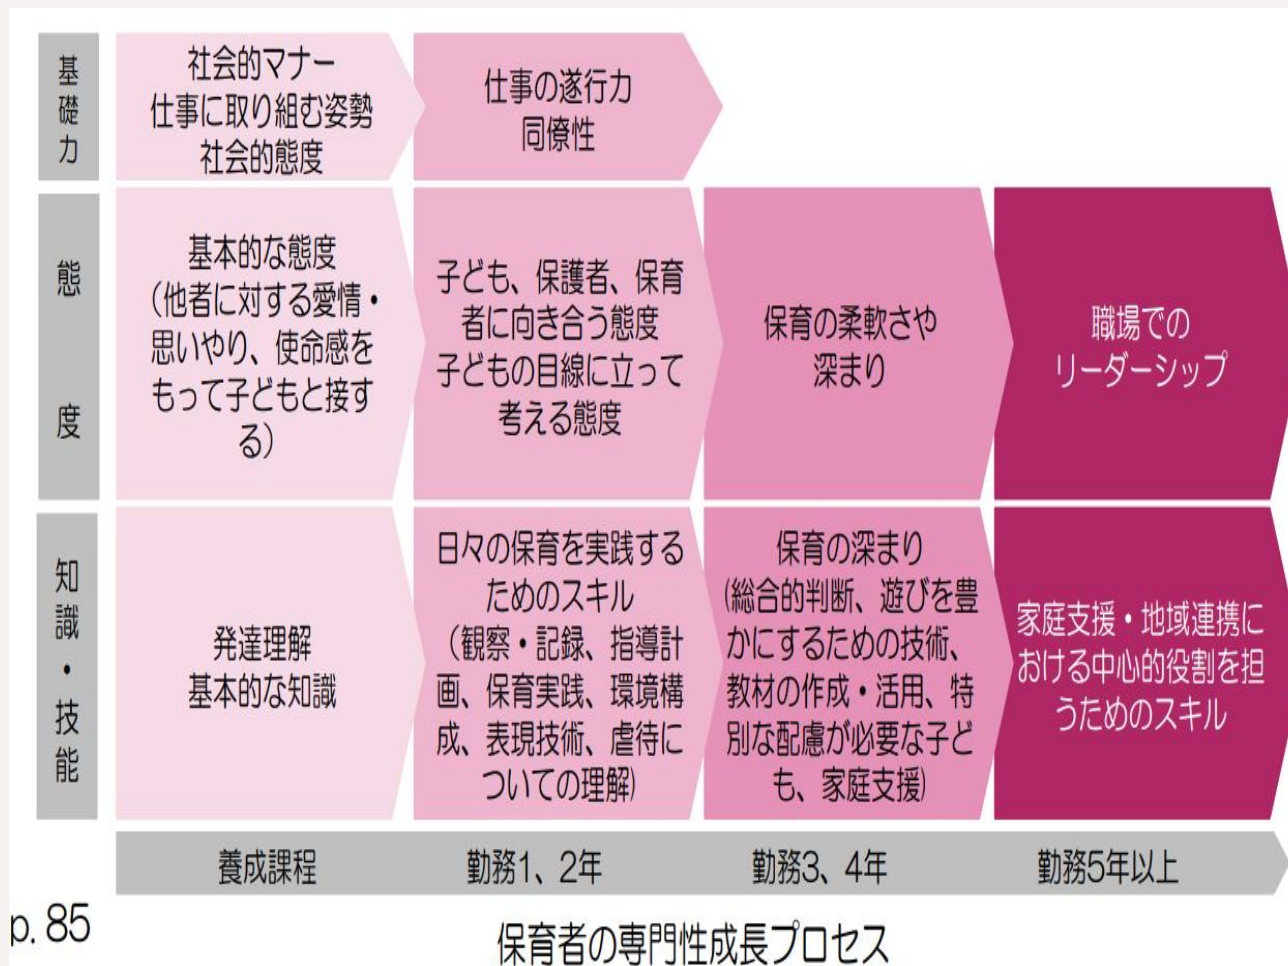 基礎力
社会的マナー
仕事に取り組む姿勢
社会的態度
仕事の遂行力
同僚性
態度
基本的な態度
（他者に対する愛情・
思いやり、使命感を
もって子どもと接す
る）
子ども、保護者、保育
者に向き合う態度
子どもの目線に立って
考える態度
保育の柔軟さや
深まり
職場での
リーダーシップ
知識・技能
発達理解
基本的な知識
日々の保育を実践する
ためのスキル
（観察・記録、指導計
画、保育実践、環境構
成、表現技術、虐待に
ついての理解)
保育の深まり
(総合的判断、遊びを豊
かにするための技術、
教材の作成・活用、特
別な配慮が必要な子ど
も、家庭支援)
家庭支援・地域連携に
おける中心的役割を担
うためのスキル
養成課程
勤務1、2年
勤務3、4年
勤務5年以上
p. 85
保育者の専門性成長プロセス